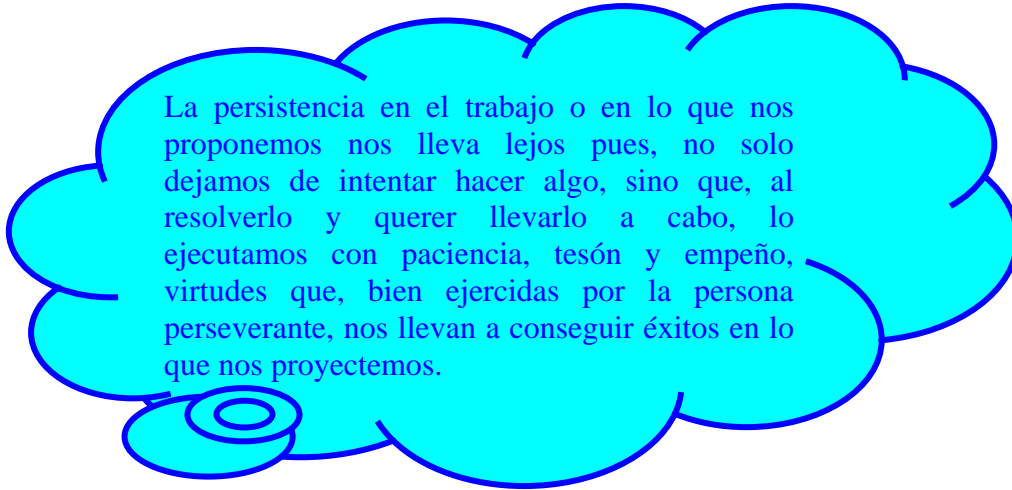 La persistencia en el trabajo o en lo que nos
proponemos nos lleva lejos pues, no solo
dejamos de intentar hacer algo, sino que, al
resolverlo y querer llevarlo a cabo, lo
ejecutamos con paciencia, tesón y empeño,
virtudes que, bien ejercidas por la persona
perseverante, nos llevan a conseguir éxitos en lo
que nos proyectemos.